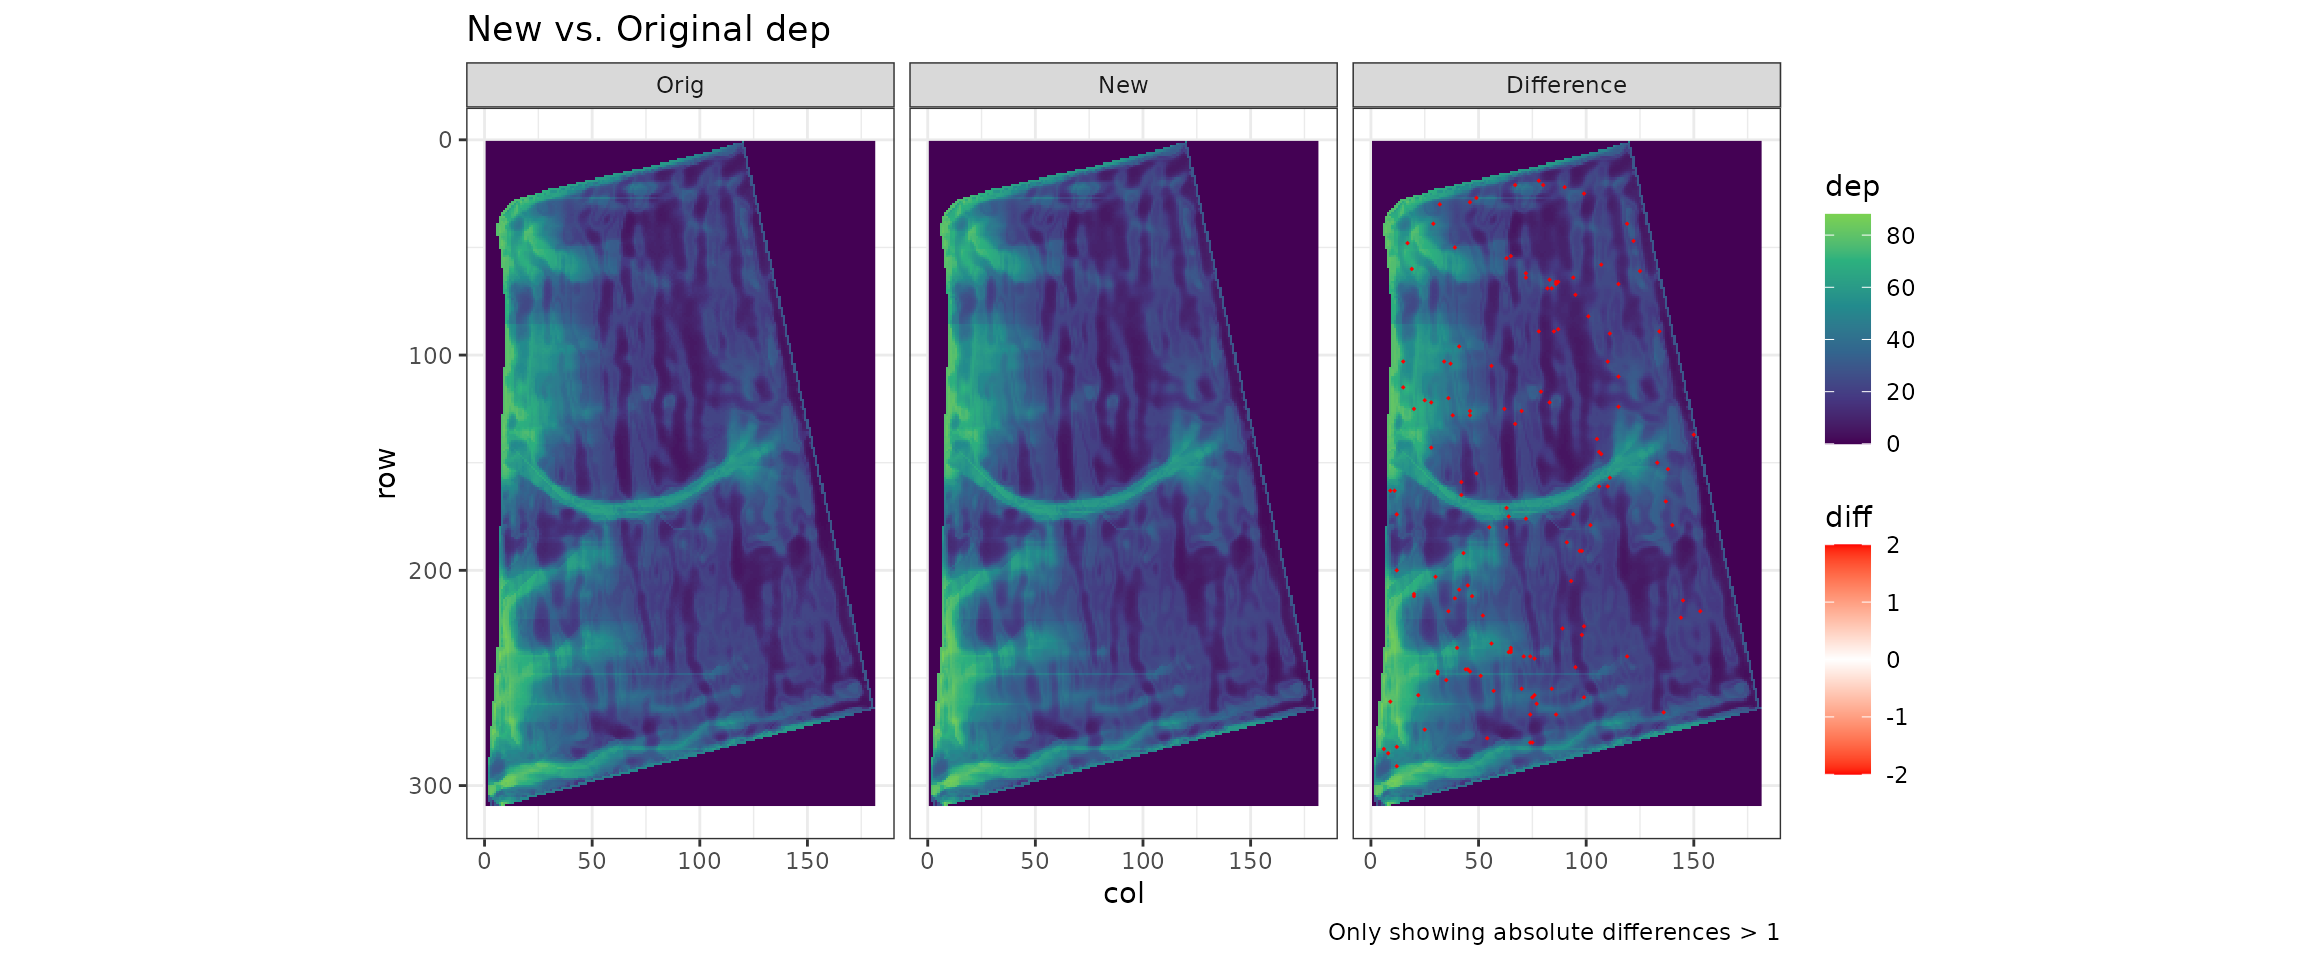 New vs. Original dep
Orig
New
Difference
0
100
200
300
row
0 50 100 150
0 50 100 150
0 50 100 150
col
dep
80
60
40
20
0
diff
2
1
0
-1
-2
Only showing absolute differences > 1